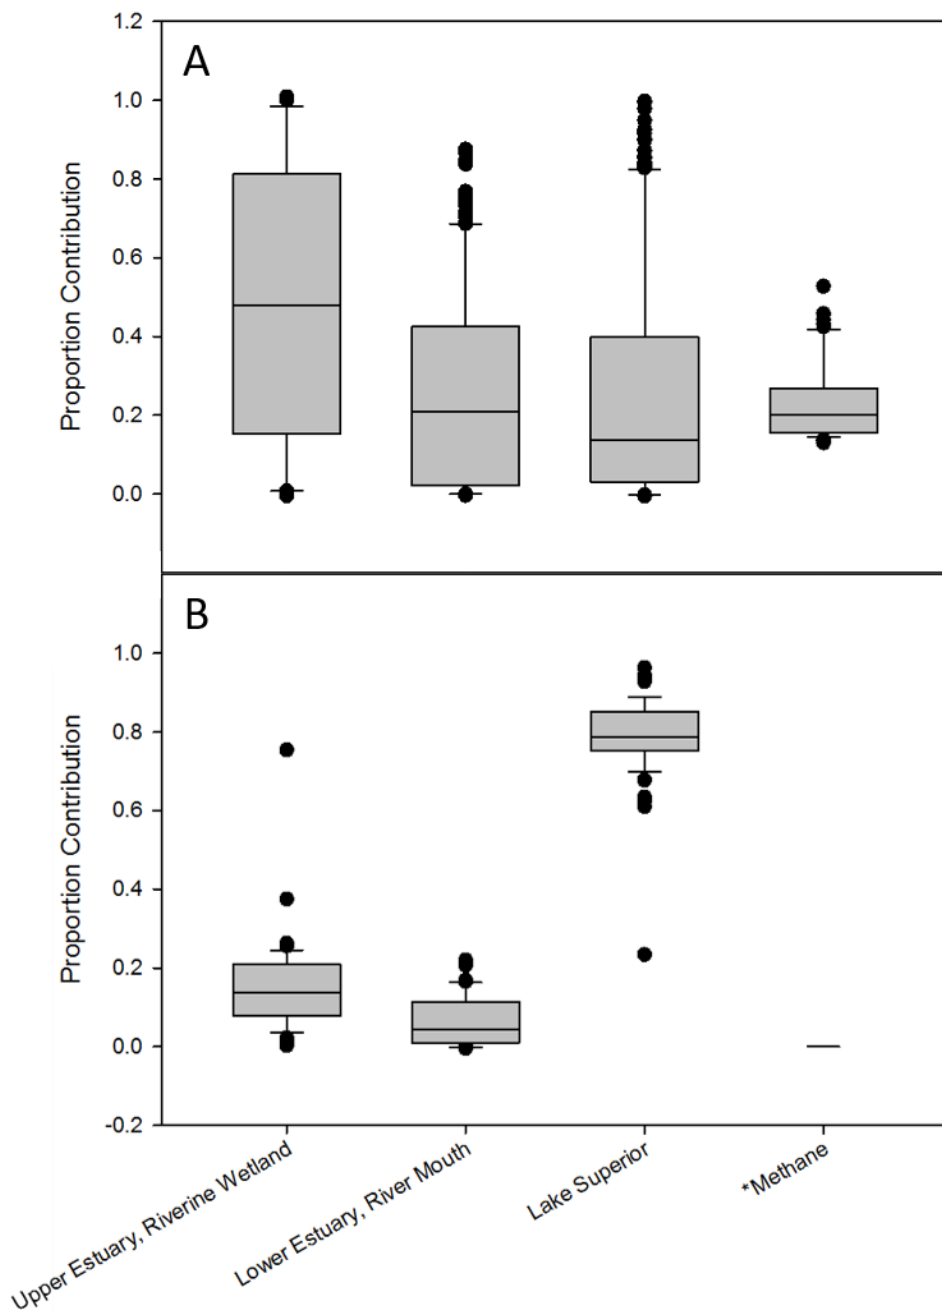 A
Proportion Contribution
1.2
1.0
0.8
0.6
0.4
0.2
0.0
B
Proportion Contribution
1.0
0.8
0.6
0.4
0.2
0.0
-0.2
Upper Estuary, Riverine Wetland
Lower Estuary, River Mouth
Lake Superior
*Methane